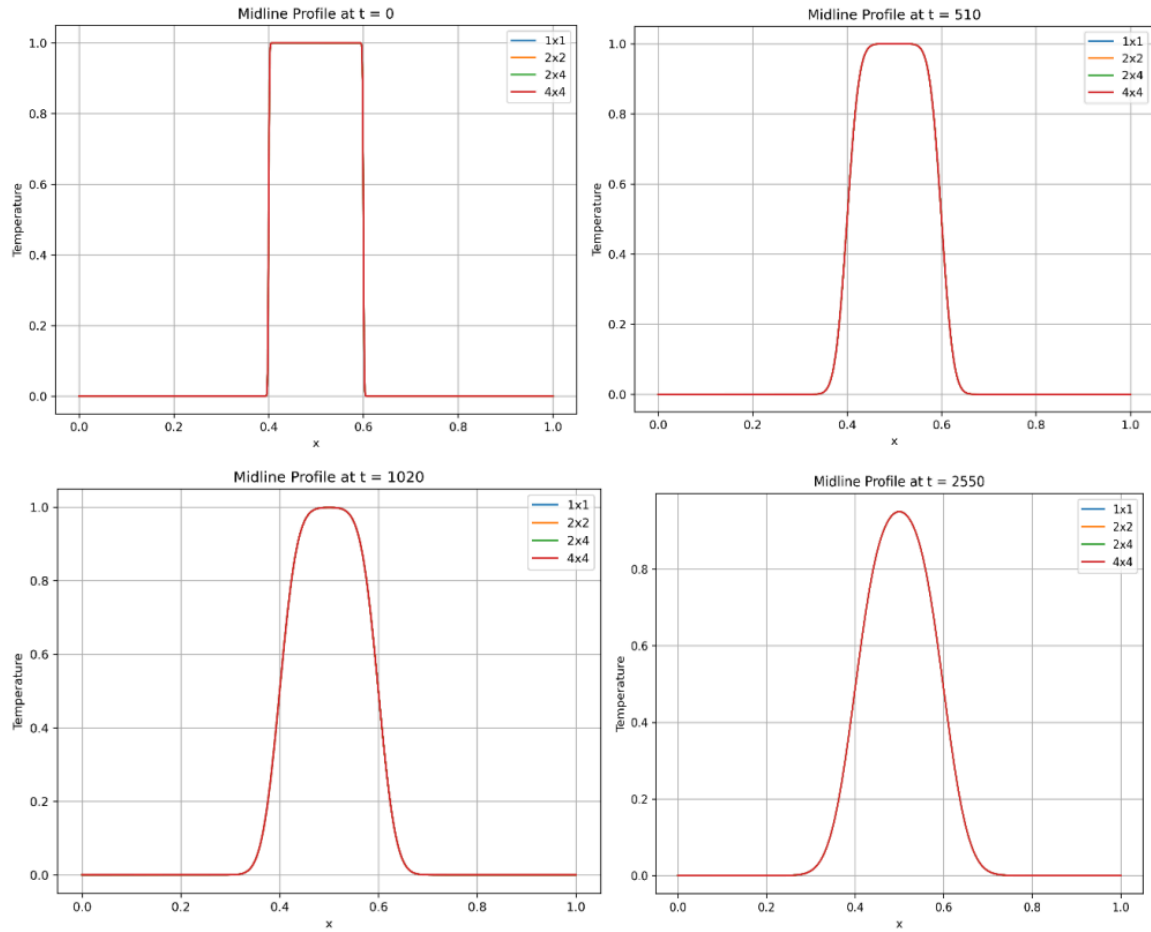 Midline Profile at t = 0
1.0
0.8
0.6
0.4
0.2
0.0
Temperature
0.0 0.2 0.4 0.6 0.8 1.0
x
1x1
2x2
2x4
4x4
Midline Profile at t = 510
1.0
0.8
0.6
0.4
0.2
0.0
Temperature
0.0 0.2 0.4 0.6 0.8 1.0
x
1x1
2x2
2x4
4x4
Midline Profile at t = 1020
1.0
0.8
0.6
0.4
0.2
0.0
Temperature
0.0 0.2 0.4 0.6 0.8 1.0
x
1x1
2x2
2x4
4x4
Midline Profile at t = 2550
0.8
0.6
0.4
0.2
0.0
Temperature
0.0 0.2 0.4 0.6 0.8 1.0
x
1x1
2x2
2x4
4x4